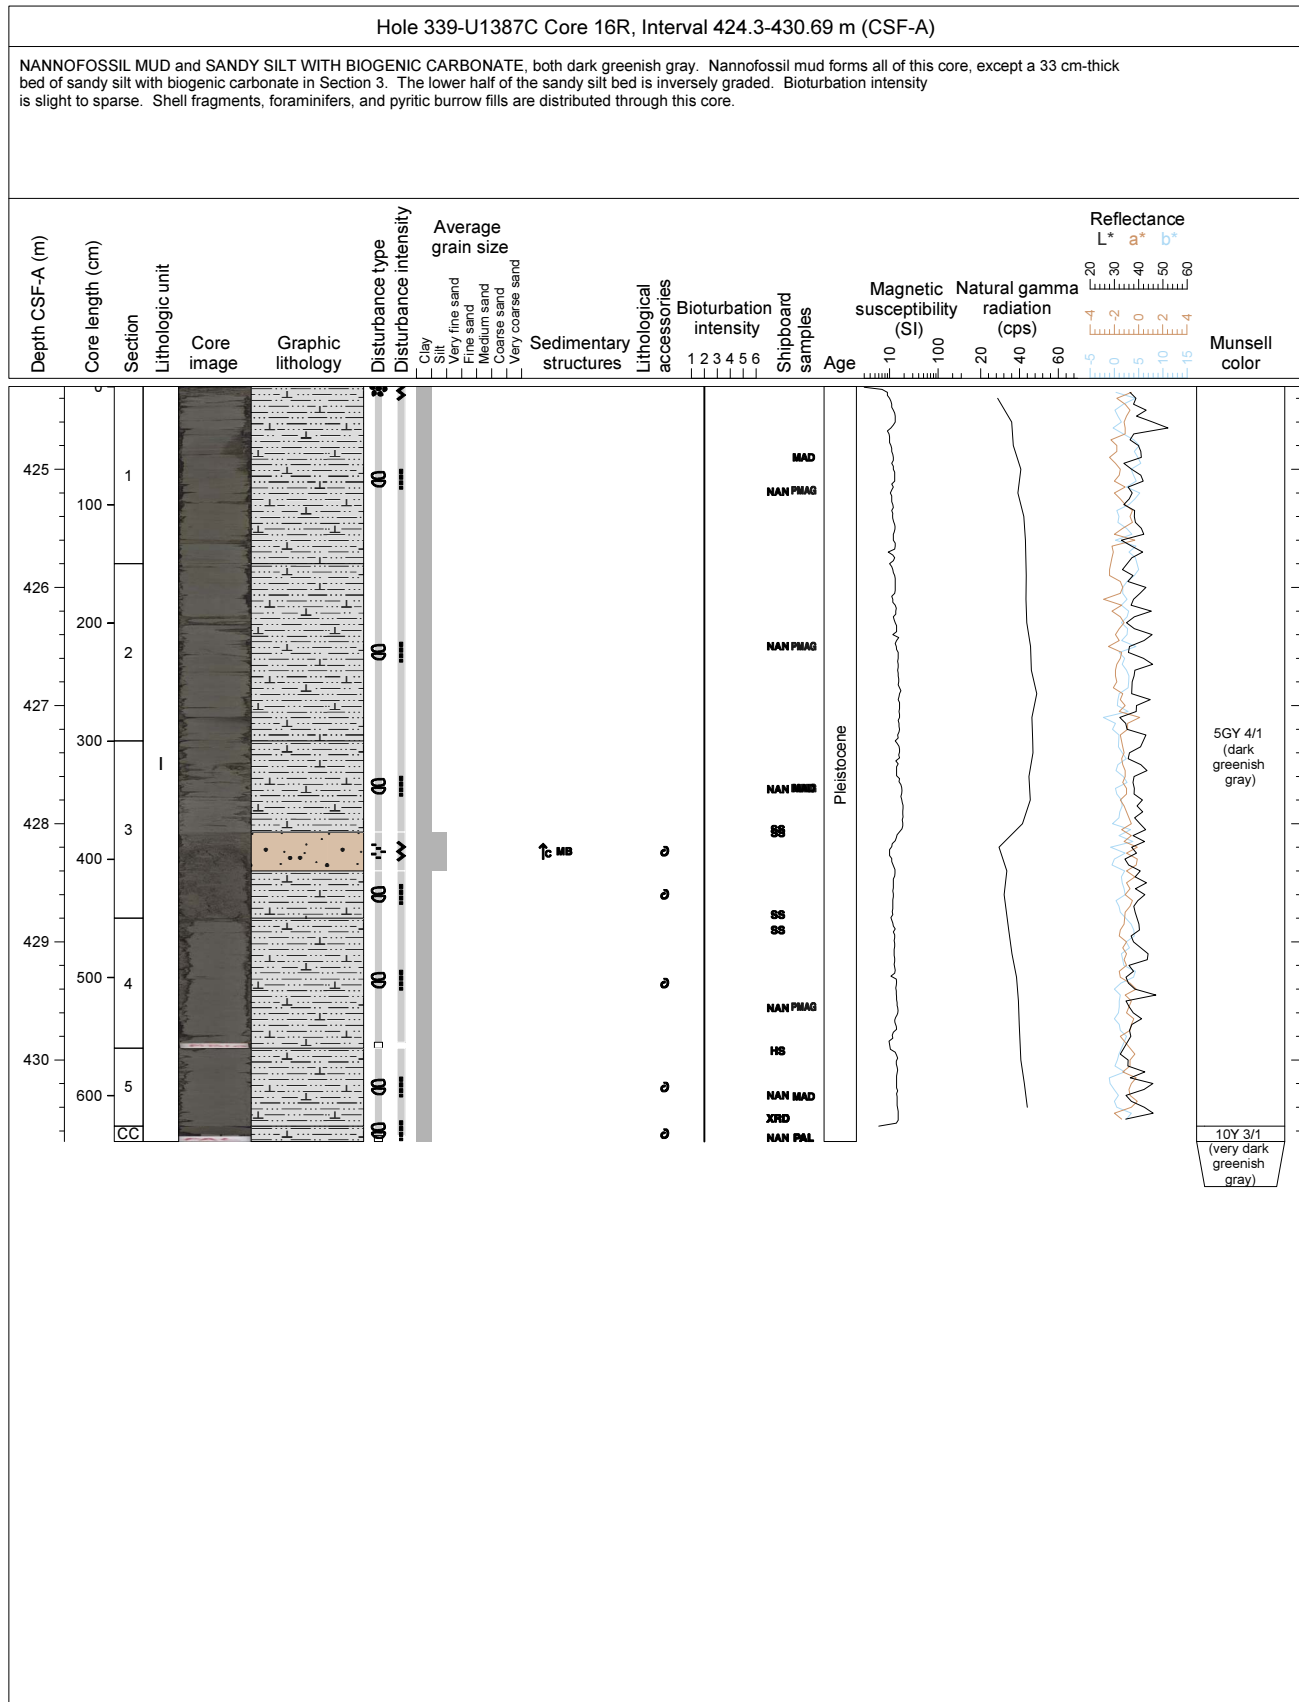 Hole 339-U1387C Core 16R, Interval 424.3-430.69 m (CSF-A)
NANNOFOSSIL MUD and SANDY SILT WITH BIOGENIC CARBONATE, both dark greenish gray. Nannofossil mud forms all of this core, except a 33 cm-thick
bed of sandy silt with biogenic carbonate in Section 3. The lower half of the sandy silt bed is inversely graded. Bioturbation intensity
is slight to sparse. Shell fragments, foraminifers, and pyritic burrow fills are distributed through this core.
Depth CSF-A (m)
Core length (cm)
Section
Lithologic unit
Core
image
Graphic
lithology
Disturbance type
Disturbance intensity
Average
grain size
Clay
Silt
Very fine sand
Fine sand
Medium sand
Coarse sand
Very coarse sand
Sedimentary
structures
Lithological
accessories
Bioturbation
intensity
1 2 3 4 5 6
Shipboard
samples
Age
Magnetic
susceptibility
(SI)
10 100
Natural gamma
radiation
(cps)
20 40 60
Reflectance
L* a* b*
20 30 40 50 60
-4 -2 0 2 4
-5 0 5 10 15
Munsell
color
0
MAD
425
1
NAN PMAG
100
426
200
NAN PMAG
2
427
300
5GY 4/1
(dark
greenish
gray)
I
Pleistocene
NAN
428
3
SS
SS
400
C MB
SS
SS
429
500
4
NAN PMAG
HS
430
5
600
NAN MAD
XRD
CC
NAN PAL
10Y 3/1
(very dark
greenish
gray)